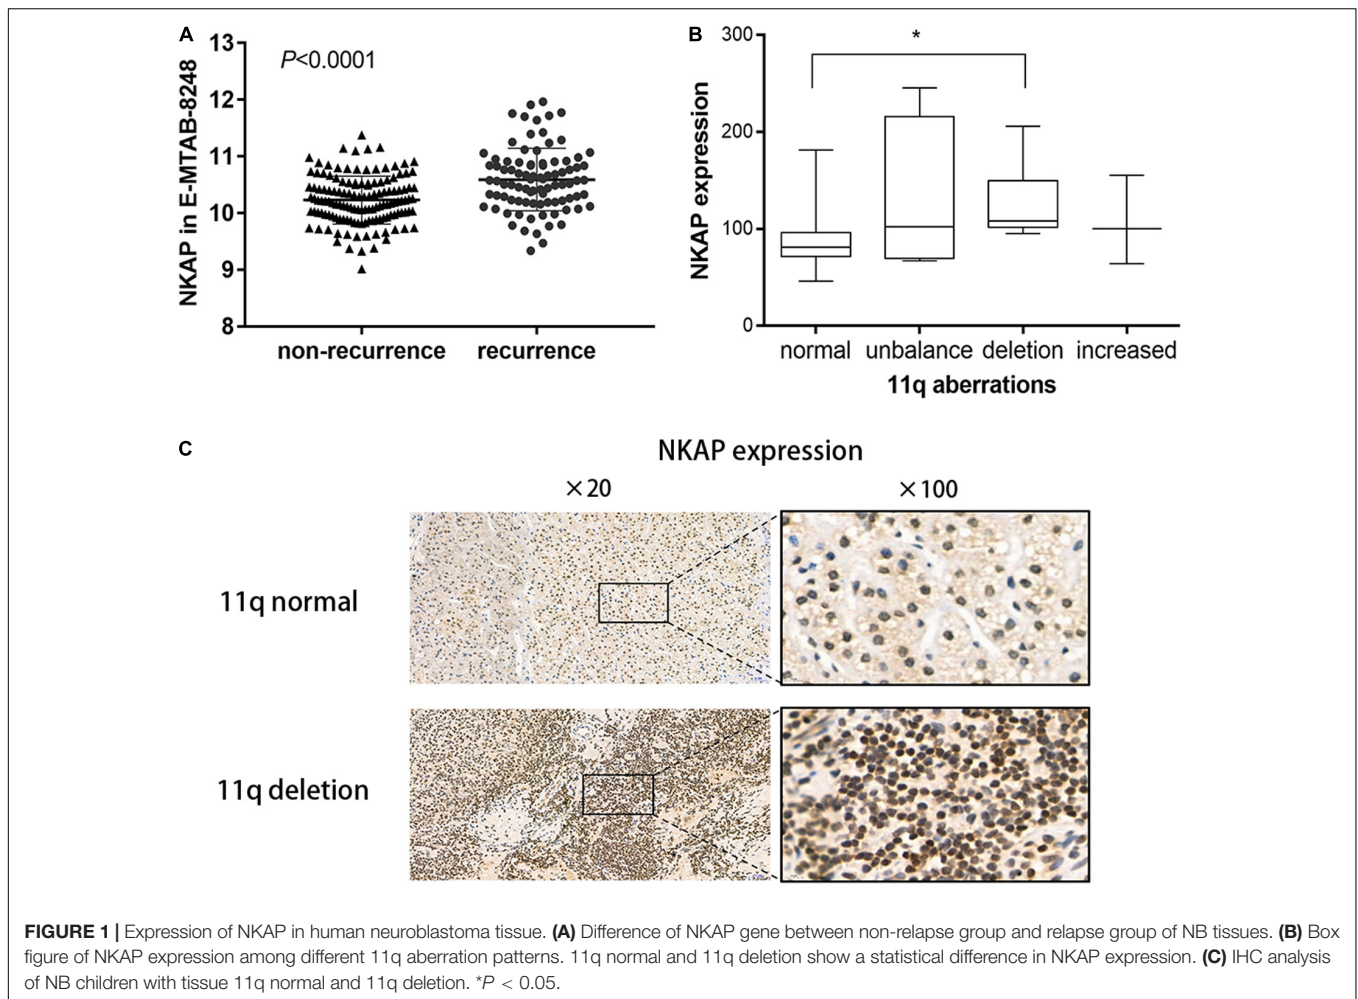 A
NKAP in E-MTAB-8248
13
12
11
10
9
8
P<0.0001
non-recurrence recurrence
B
NKAP expression
300
200
100
0
*
normal unbalance deletion increased
11q aberrations
C
NKAP expression
×20 ×100
11q normal
11q deletion
FIGURE 1 | Expression of NKAP in human neuroblastoma tissue. (A) Difference of NKAP gene between non-relapse group and relapse group of NB tissues. (B) Box
figure of NKAP expression among different 11q aberration patterns. 11q normal and 11q deletion show a statistical difference in NKAP expression. (C) IHC analysis
of NB children with tissue 11q normal and 11q deletion. *P < 0.05.